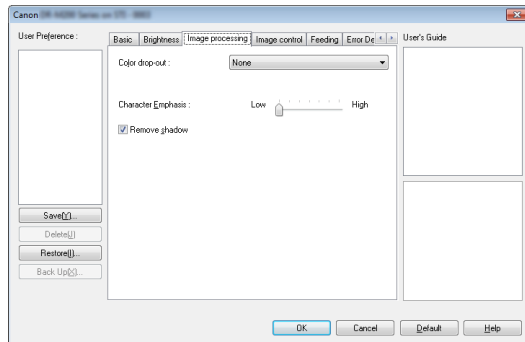 Canon
User Preference :
Basic Brightness Image processing Image control Feeding Error De
User's Guide
Color drop-out : None
Character Emphasis : Low High
Remove shadow
Save(Y)...
Delete(J)
Restore(I)...
Back Up(X)...
OK Cancel Default Help